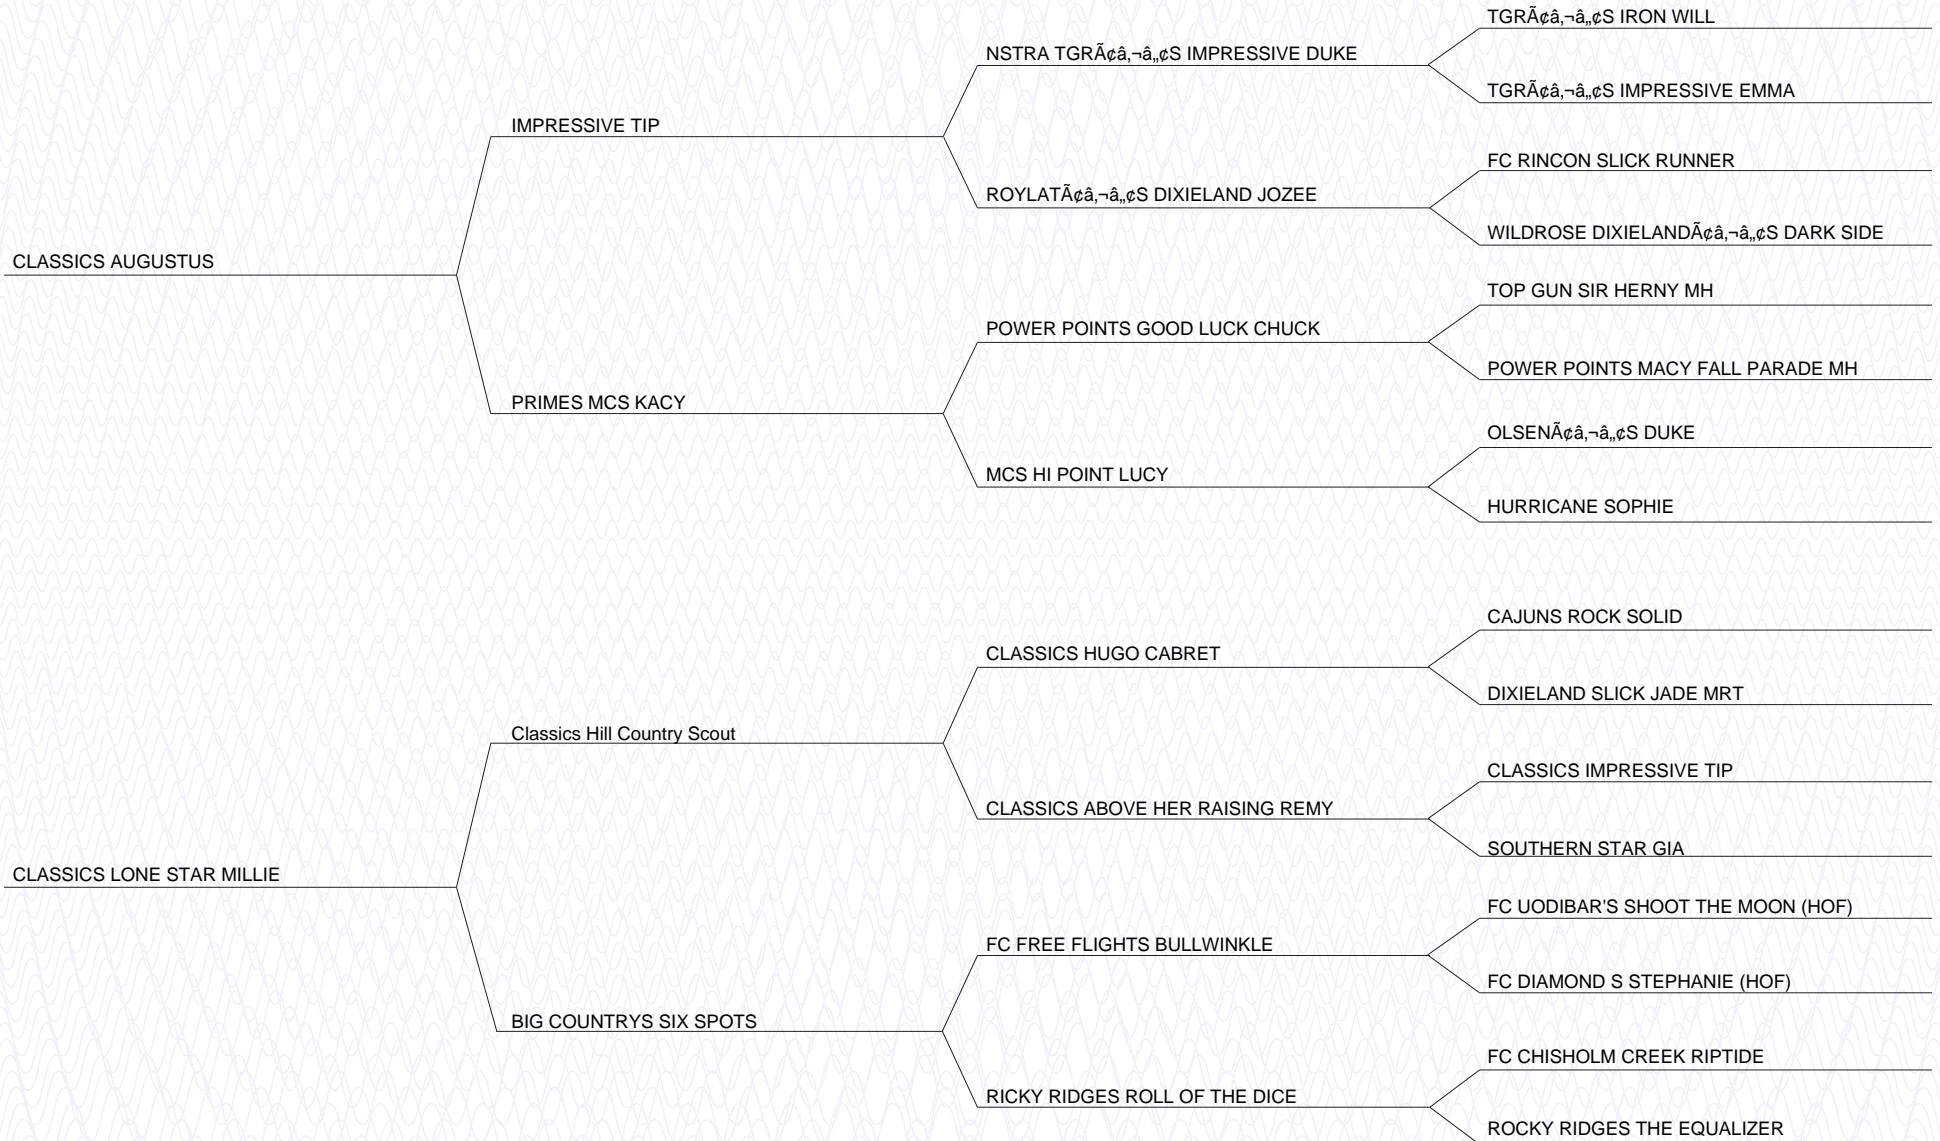 TGRÃ¢â‚¬â„¢S IRON WILL
NSTRA TGRÃ¢â‚¬â„¢S IMPRESSIVE DUKE
TGRÃ¢â‚¬â„¢S IMPRESSIVE EMMA
IMPRESSIVE TIP
FC RINCON SLICK RUNNER
ROYLATÃ¢â‚¬â„¢S DIXIELAND JOZEE
WILDROSE DIXIELANDÃ¢â‚¬â„¢S DARK SIDE
CLASSICS AUGUSTUS
TOP GUN SIR HERNY MH
POWER POINTS GOOD LUCK CHUCK
POWER POINTS MACY FALL PARADE MH
PRIMES MCS KACY
OLSENÃ¢â‚¬â„¢S DUKE
MCS HI POINT LUCY
HURRICANE SOPHIE
CAJUNS ROCK SOLID
CLASSICS HUGO CABRET
DIXIELAND SLICK JADE MRT
Classics Hill Country Scout
CLASSICS IMPRESSIVE TIP
CLASSICS ABOVE HER RAISING REMY
SOUTHERN STAR GIA
CLASSICS LONE STAR MILLIE
FC UODIBAR'S SHOOT THE MOON (HOF)
FC FREE FLIGHTS BULLWINKLE
FC DIAMOND S STEPHANIE (HOF)
BIG COUNTRYS SIX SPOTS
FC CHISHOLM CREEK RIPTIDE
RICKY RIDGES ROLL OF THE DICE
ROCKY RIDGES THE EQUALIZER